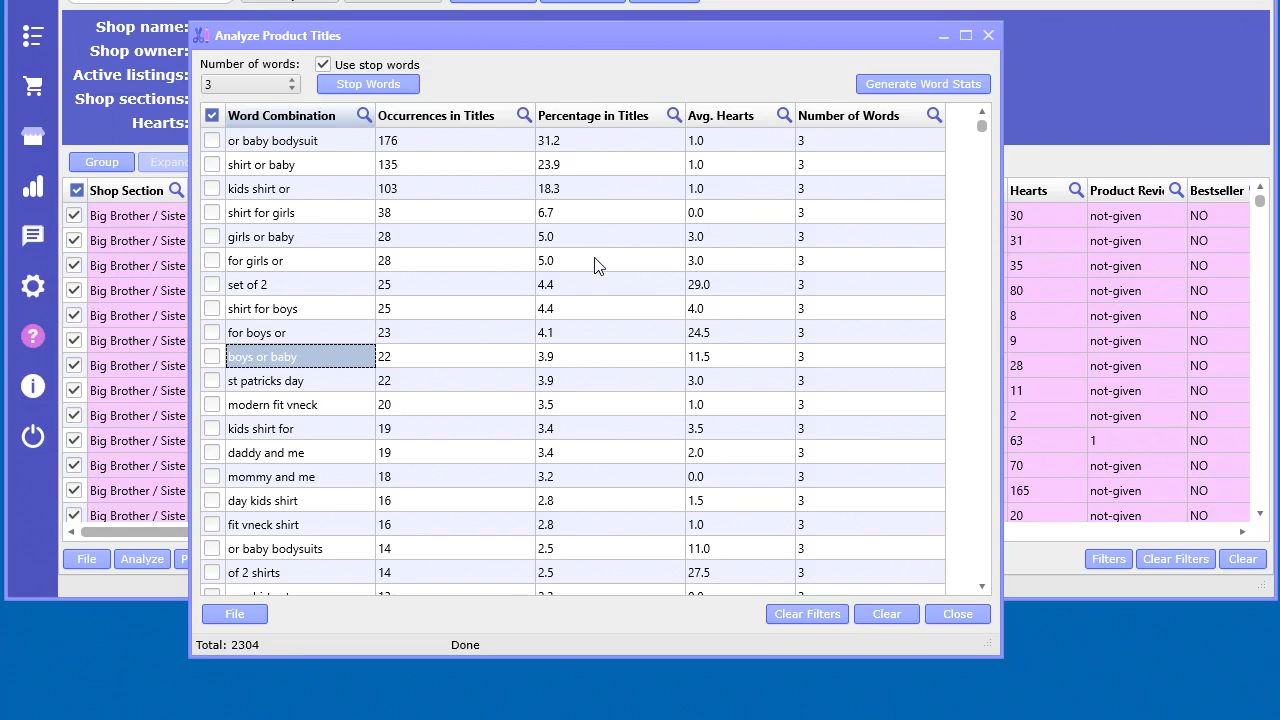 Shop name:
Shop owner:
Active listings:
Shop sections:
Hearts:
Group
Expand
Shop Section
Big Brother / Siste
Big Brother / Siste
Big Brother / Siste
Big Brother / Siste
Big Brother / Siste
Big Brother / Siste
Big Brother / Siste
Big Brother / Siste
Big Brother / Siste
Big Brother / Siste
Big Brother / Siste
Big Brother / Siste
Big Brother / Siste
File Analyze P
Analyze Product Titles
Number of words: Use stop words
3 Stop Words Generate Word Stats
Word Combination Occurrences in Titles Percentage in Titles Avg. Hearts Number of Words
or baby bodysuit 176 31.2 1.0 3
shirt or baby 135 23.9 1.0 3
kids shirt or 103 18.3 1.0 3
shirt for girls 38 6.7 0.0 3
girls or baby 28 5.0 3.0 3
for girls or 28 5.0 3.0 3
set of 2 25 4.4 29.0 3
shirt for boys 25 4.4 4.0 3
for boys or 23 4.1 24.5 3
boys or baby 22 3.9 11.5 3
st patricks day 22 3.9 3.0 3
modern fit vneck 20 3.5 1.0 3
kids shirt for 19 3.4 3.5 3
daddy and me 19 3.4 2.0 3
mommy and me 18 3.2 0.0 3
day kids shirt 16 2.8 1.5 3
fit vneck shirt 16 2.8 1.0 3
or baby bodysuits 14 2.5 11.0 3
of 2 shirts 14 2.5 27.5 3
File Clear Filters Clear Close
Total: 2304 Done
Hearts Product Revi Bestseller
30 not-given NO
31 not-given NO
35 not-given NO
80 not-given NO
8 not-given NO
9 not-given NO
28 not-given NO
11 not-given NO
2 not-given NO
63 1 NO
70 not-given NO
165 not-given NO
20 not-given NO
Filters Clear Filters Clear